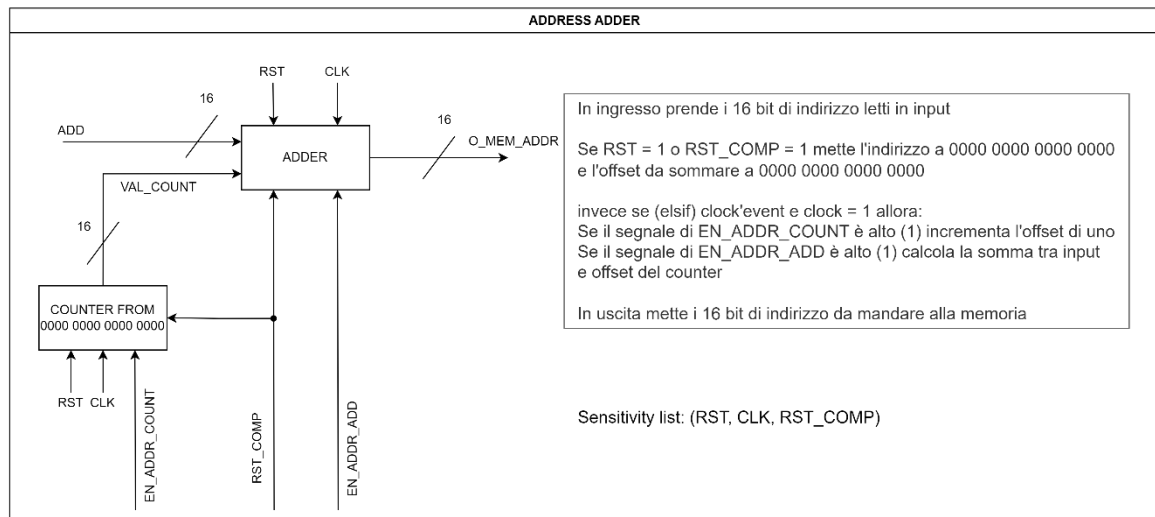 ADDRESS ADDER
RST
CLK
16
ADD
ADDER
16
O_MEM_ADDR
VAL_COUNT
16
COUNTER FROM
0000 0000 0000 0000
RST
CLK
EN_ADDR_COUNT
RST_COMP
EN_ADDR_ADD
In ingresso prende i 16 bit di indirizzo letti in input
Se RST = 1 o RST_COMP = 1 mette l'indirizzo a 0000 0000 0000 0000
e l'offset da sommare a 0000 0000 0000 0000
invece se (elsif) clock'event e clock = 1 allora:
Se il segnale di EN_ADDR_COUNT è alto (1) incrementa l'offset di uno
Se il segnale di EN_ADDR_ADD è alto (1) calcola la somma tra input
e offset del counter
In uscita mette i 16 bit di indirizzo da mandare alla memoria
Sensitivity list: (RST, CLK, RST_COMP)